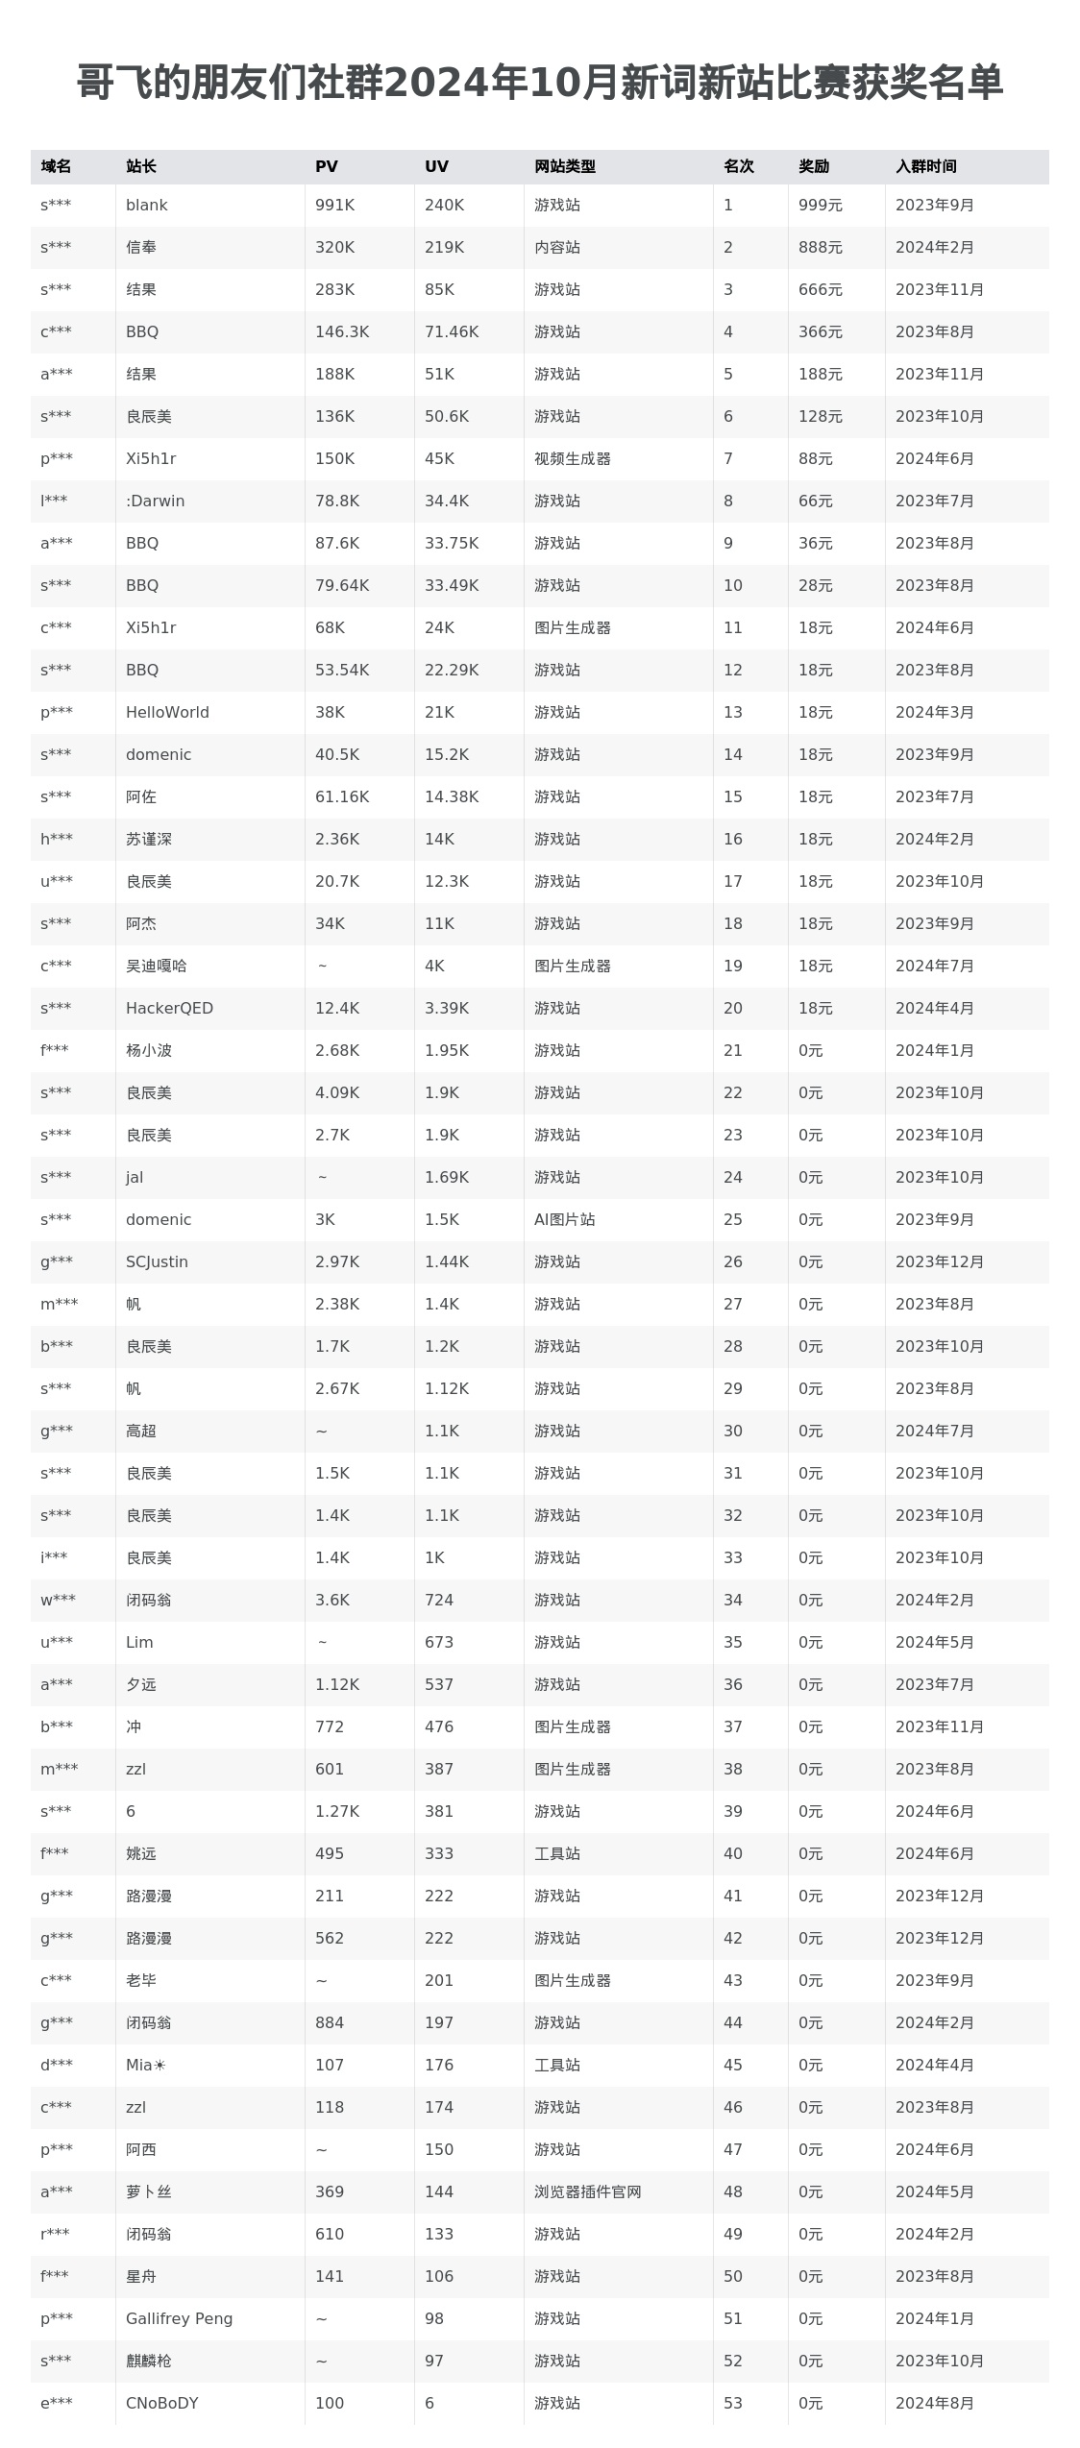 哥飞的朋友们社群2024年10月新词新站比赛获奖名单
域名 站长 PV UV 网站类型 名次 奖励 入群时间
s*** blank 991K 240K 游戏站 1 999元 2023年9月
s*** 信奉 320K 219K 内容站 2 888元 2024年2月
s*** 结果 283K 85K 游戏站 3 666元 2023年11月
c*** BBQ 146.3K 71.46K 游戏站 4 366元 2023年8月
a*** 结果 188K 51K 游戏站 5 188元 2023年11月
s*** 良辰美 136K 50.6K 游戏站 6 128元 2023年10月
p*** Xi5h1r 150K 45K 视频生成器 7 88元 2024年6月
l*** :Darwin 78.8K 34.4K 游戏站 8 66元 2023年7月
a*** BBQ 87.6K 33.75K 游戏站 9 36元 2023年8月
s*** BBQ 79.64K 33.49K 游戏站 10 28元 2023年8月
c*** Xi5h1r 68K 24K 图片生成器 11 18元 2024年6月
s*** BBQ 53.54K 22.29K 游戏站 12 18元 2023年8月
p*** HelloWorld 38K 21K 游戏站 13 18元 2024年3月
s*** domenic 40.5K 15.2K 游戏站 14 18元 2023年9月
s*** 阿佐 61.16K 14.38K 游戏站 15 18元 2023年7月
h*** 苏谨深 2.36K 14K 游戏站 16 18元 2024年2月
u*** 良辰美 20.7K 12.3K 游戏站 17 18元 2023年10月
s*** 阿杰 34K 11K 游戏站 18 18元 2023年9月
c*** 吴迪嘎哈 ~ 4K 图片生成器 19 18元 2024年7月
s*** HackerQED 12.4K 3.39K 游戏站 20 18元 2024年4月
f*** 杨小波 2.68K 1.95K 游戏站 21 0元 2024年1月
s*** 良辰美 4.09K 1.9K 游戏站 22 0元 2023年10月
s*** 良辰美 2.7K 1.9K 游戏站 23 0元 2023年10月
s*** jal ~ 1.69K 游戏站 24 0元 2023年10月
s*** domenic 3K 1.5K AI图片站 25 0元 2023年9月
g*** SCJustin 2.97K 1.44K 游戏站 26 0元 2023年12月
m*** 帆 2.38K 1.4K 游戏站 27 0元 2023年8月
b*** 良辰美 1.7K 1.2K 游戏站 28 0元 2023年10月
s*** 帆 2.67K 1.12K 游戏站 29 0元 2023年8月
g*** 高超 ~ 1.1K 游戏站 30 0元 2024年7月
s*** 良辰美 1.5K 1.1K 游戏站 31 0元 2023年10月
s*** 良辰美 1.4K 1.1K 游戏站 32 0元 2023年10月
i*** 良辰美 1.4K 1K 游戏站 33 0元 2023年10月
w*** 闭码翁 3.6K 724 游戏站 34 0元 2024年2月
u*** Lim ~ 673 游戏站 35 0元 2024年5月
a*** 夕远 1.12K 537 游戏站 36 0元 2023年7月
b*** 冲 772 476 图片生成器 37 0元 2023年11月
m*** zzl 601 387 图片生成器 38 0元 2023年8月
s*** 6 1.27K 381 游戏站 39 0元 2024年6月
f*** 姚远 495 333 工具站 40 0元 2024年6月
g*** 路漫漫 211 222 游戏站 41 0元 2023年12月
g*** 路漫漫 562 222 游戏站 42 0元 2023年12月
c*** 老毕 ~ 201 图片生成器 43 0元 2023年9月
g*** 闭码翁 884 197 游戏站 44 0元 2024年2月
d*** Mia☀ 107 176 工具站 45 0元 2024年4月
c*** zzl 118 174 游戏站 46 0元 2023年8月
p*** 阿西 ~ 150 游戏站 47 0元 2024年6月
a*** 萝卜丝 369 144 浏览器插件官网 48 0元 2024年5月
r*** 闭码翁 610 133 游戏站 49 0元 2024年2月
f*** 星舟 141 106 游戏站 50 0元 2023年8月
p*** Gallifrey Peng ~ 98 游戏站 51 0元 2024年1月
s*** 麒麟枪 ~ 97 游戏站 52 0元 2023年10月
e*** CNoBoDY 100 6 游戏站 53 0元 2024年8月